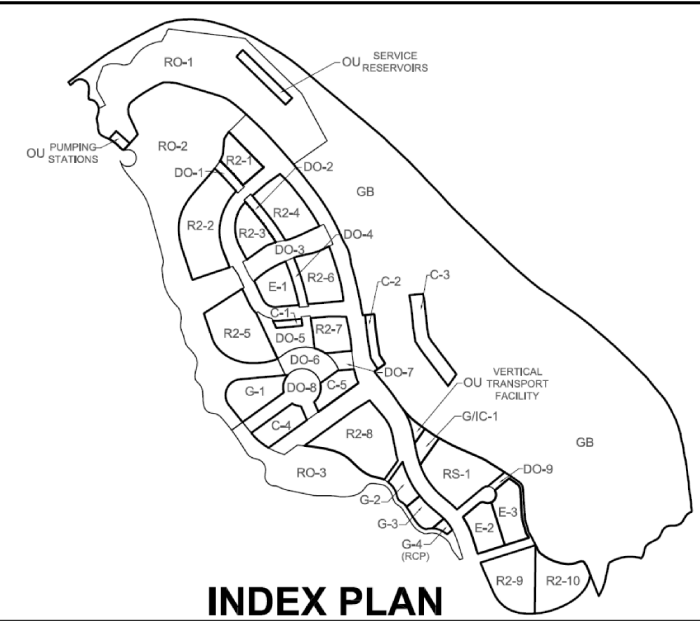 RO-1
OU SERVICE
RESERVOIRS
OU PUMPING
STATIONS
RO-2
R2-1
DO-1
DO-2
GB
R2-2
R2-4
R2-3
DO-4
DO-3
E-1
R2-6
C-2
C-3
C-1
R2-5
DO-5
R2-7
DO-6
DO-7
OU VERTICAL
TRANSPORT
FACILITY
G-1
DO-8
C-5
G/IC-1
C-4
R2-8
GB
RO-3
RS-1
DO-9
G-2
E-3
G-3
E-2
G-4
(RCP)
R2-9
R2-10
INDEX PLAN